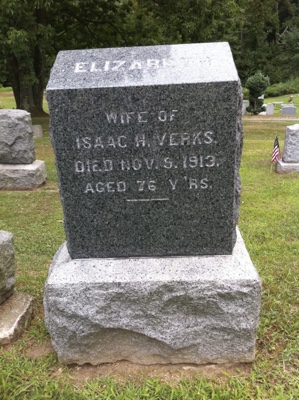 ELIZABETH
WIFE OF
ISAAC H. VERKS.
DIED NOV. 5. 1913.
AGED 76 Y'RS.